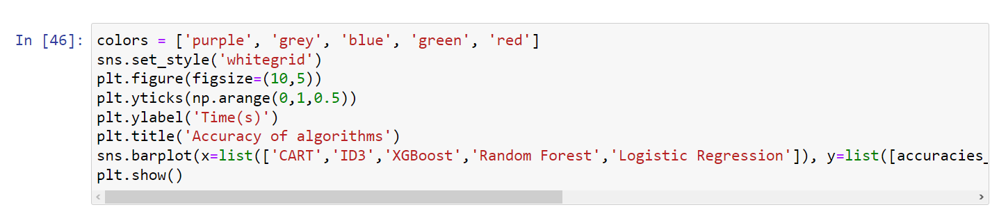 In [46]: colors = ['purple', 'grey', 'blue', 'green', 'red']
sns.set_style('whitegrid')
plt.figure(figsize=(10,5))
plt.yticks(np.arange(0,1,0.5))
plt.ylabel('Time(s)')
plt.title('Accuracy of algorithms')
sns.barplot(x=list(['CART','ID3','XGBoost','Random Forest','Logistic Regression']), y=list([accuracies_
plt.show()